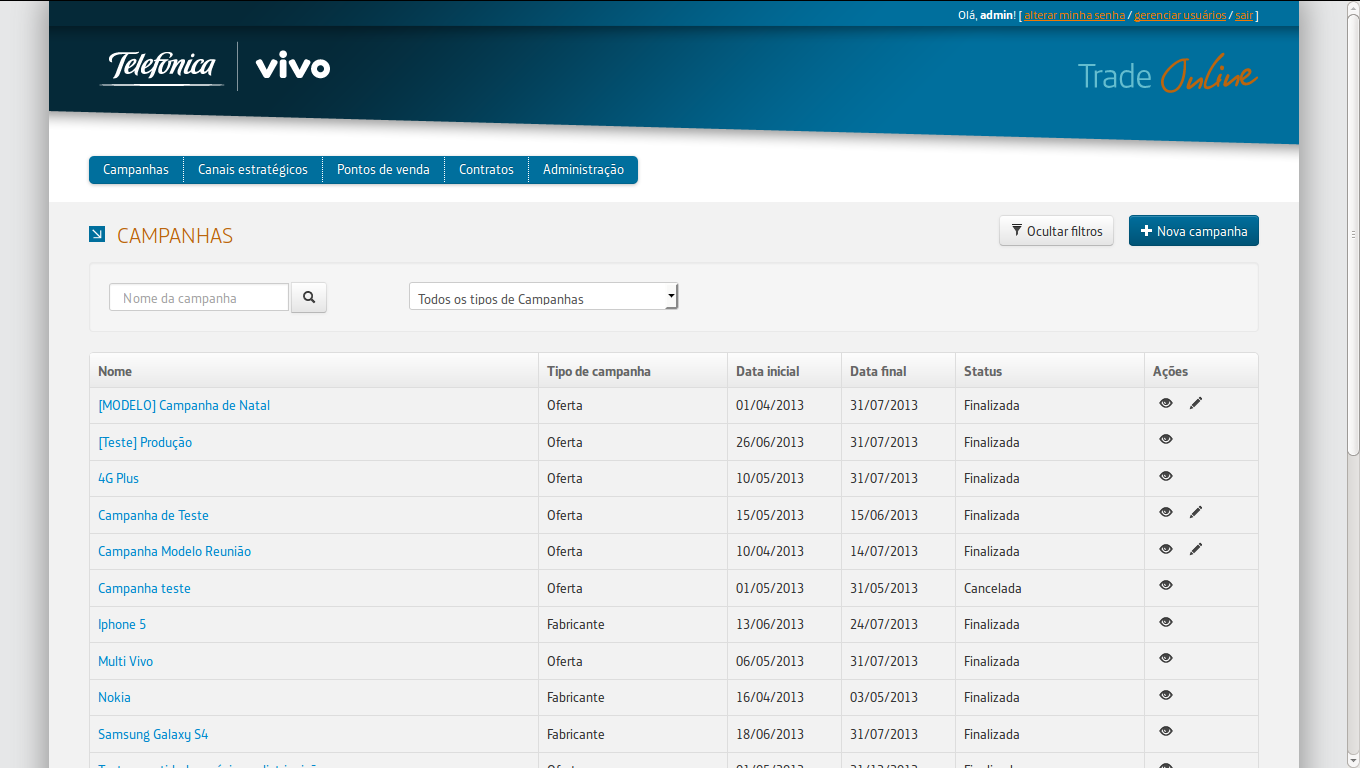 Olá, admin! [ alterar minha senha / gerenciar usuários / sair ]
Telefónica vivo
Trade Online
Campanhas Canais estratégicos Pontos de venda Contratos Administração
CAMPANHAS
Ocultar filtros
Nova campanha
Nome da campanha
Todos os tipos de Campanhas
Nome Tipo de campanha Data inicial Data final Status Ações
[MODELO] Campanha de Natal Oferta 01/04/2013 31/07/2013 Finalizada
[Teste] Produção Oferta 26/06/2013 31/07/2013 Finalizada
4G Plus Oferta 10/05/2013 31/07/2013 Finalizada
Campanha de Teste Oferta 15/05/2013 15/06/2013 Finalizada
Campanha Modelo Reunião Oferta 10/04/2013 14/07/2013 Finalizada
Campanha teste Oferta 01/05/2013 31/05/2013 Cancelada
Iphone 5 Fabricante 13/06/2013 24/07/2013 Finalizada
Multi Vivo Oferta 06/05/2013 31/07/2013 Finalizada
Nokia Fabricante 16/04/2013 03/05/2013 Finalizada
Samsung Galaxy S4 Fabricante 18/06/2013 31/07/2013 Finalizada